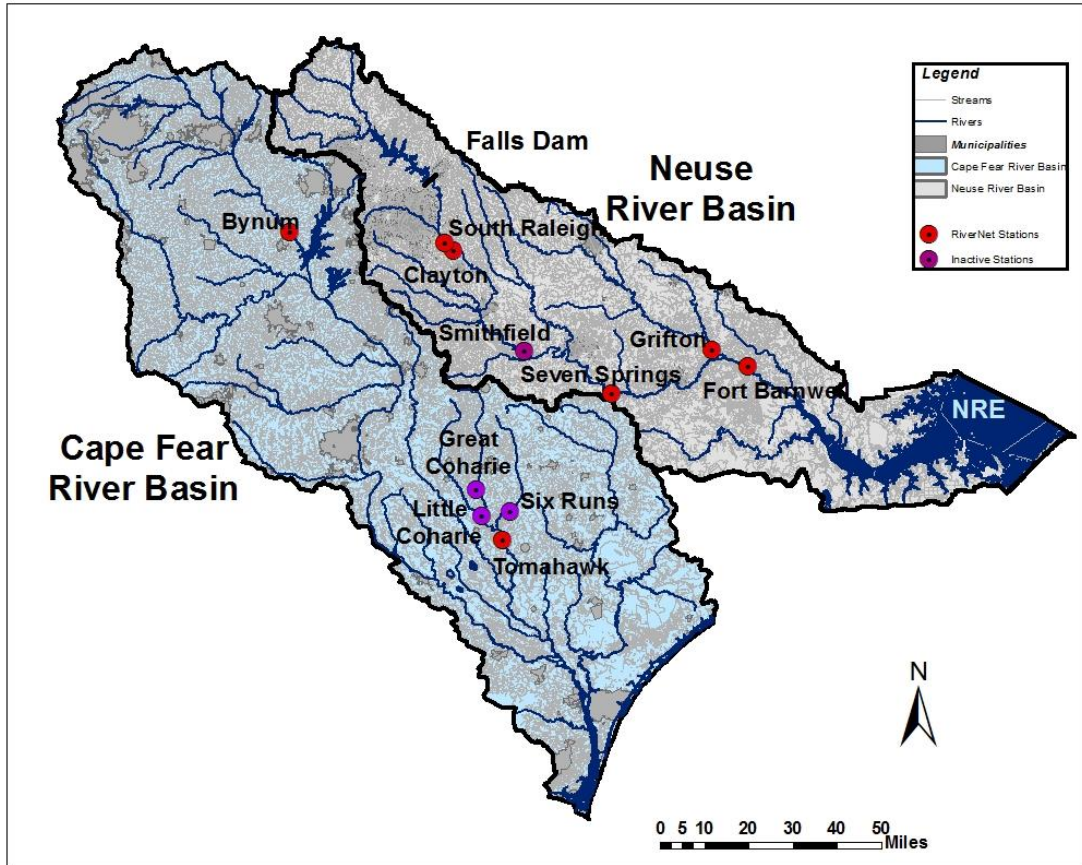 Legend
Streams
Rivers
Municipalities
Cape Fear River Basin
Neuse River Basin
RiverNet Stations
Inactive Stations
Falls Dam
Neuse
River Basin
South Raleigh
Bynum
Clayton
Smithfield
Grifton
Seven Springs
Fort Barnwel
NRE
Cape Fear
River Basin
Great
Coharie
Six Runs
Little
Coharie
Tomahawk
N
0 5 10 20 30 40 50
Miles